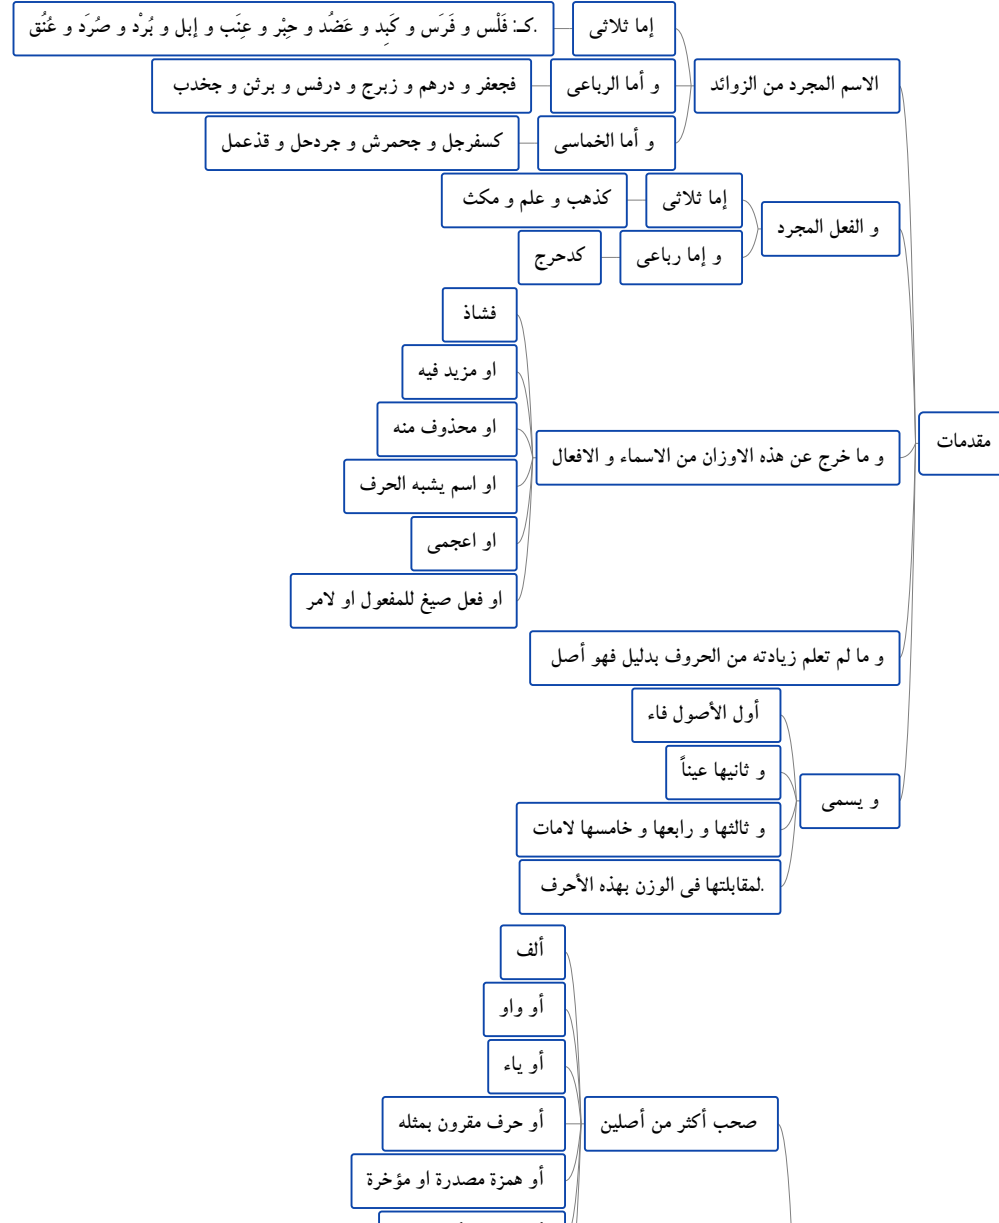 مقدمات
الاسم المجرد من الزوائد
إما ثلاثى
.كـ: فَلْس و فَرَس و كَبِد و عَضُد و حِبْر و عِنَب و إبل و بُرْد و صُرَد و عُنُق
و أما الرباعى
فجعفر و درهم و زبرج و درفس و برثن و جخدب
و أما الخماسى
كسفرجل و جحمرش و جردحل و قذعمل
و الفعل المجرد
إما ثلاثى
كذهب و علم و مكث
و إما رباعى
كدحرج
و ما خرج عن هذه الاوزان من الاسماء و الافعال
فشاذ
او مزيد فيه
او محذوف منه
او اسم يشبه الحرف
او اعجمى
او فعل صيغ للمفعول او لامر
و ما لم تعلم زيادته من الحروف بدليل فهو أصل
و يسمى
أول الأصول فاء
و ثانيها عيناً
و ثالثها و رابعها و خامسها لامات
.لمقابلتها فى الوزن بهذه الأحرف
صحب أكثر من أصلين
ألف
أو واو
أو ياء
أو حرف مقرون بمثله
أو همزة مصدرة او مؤخرة